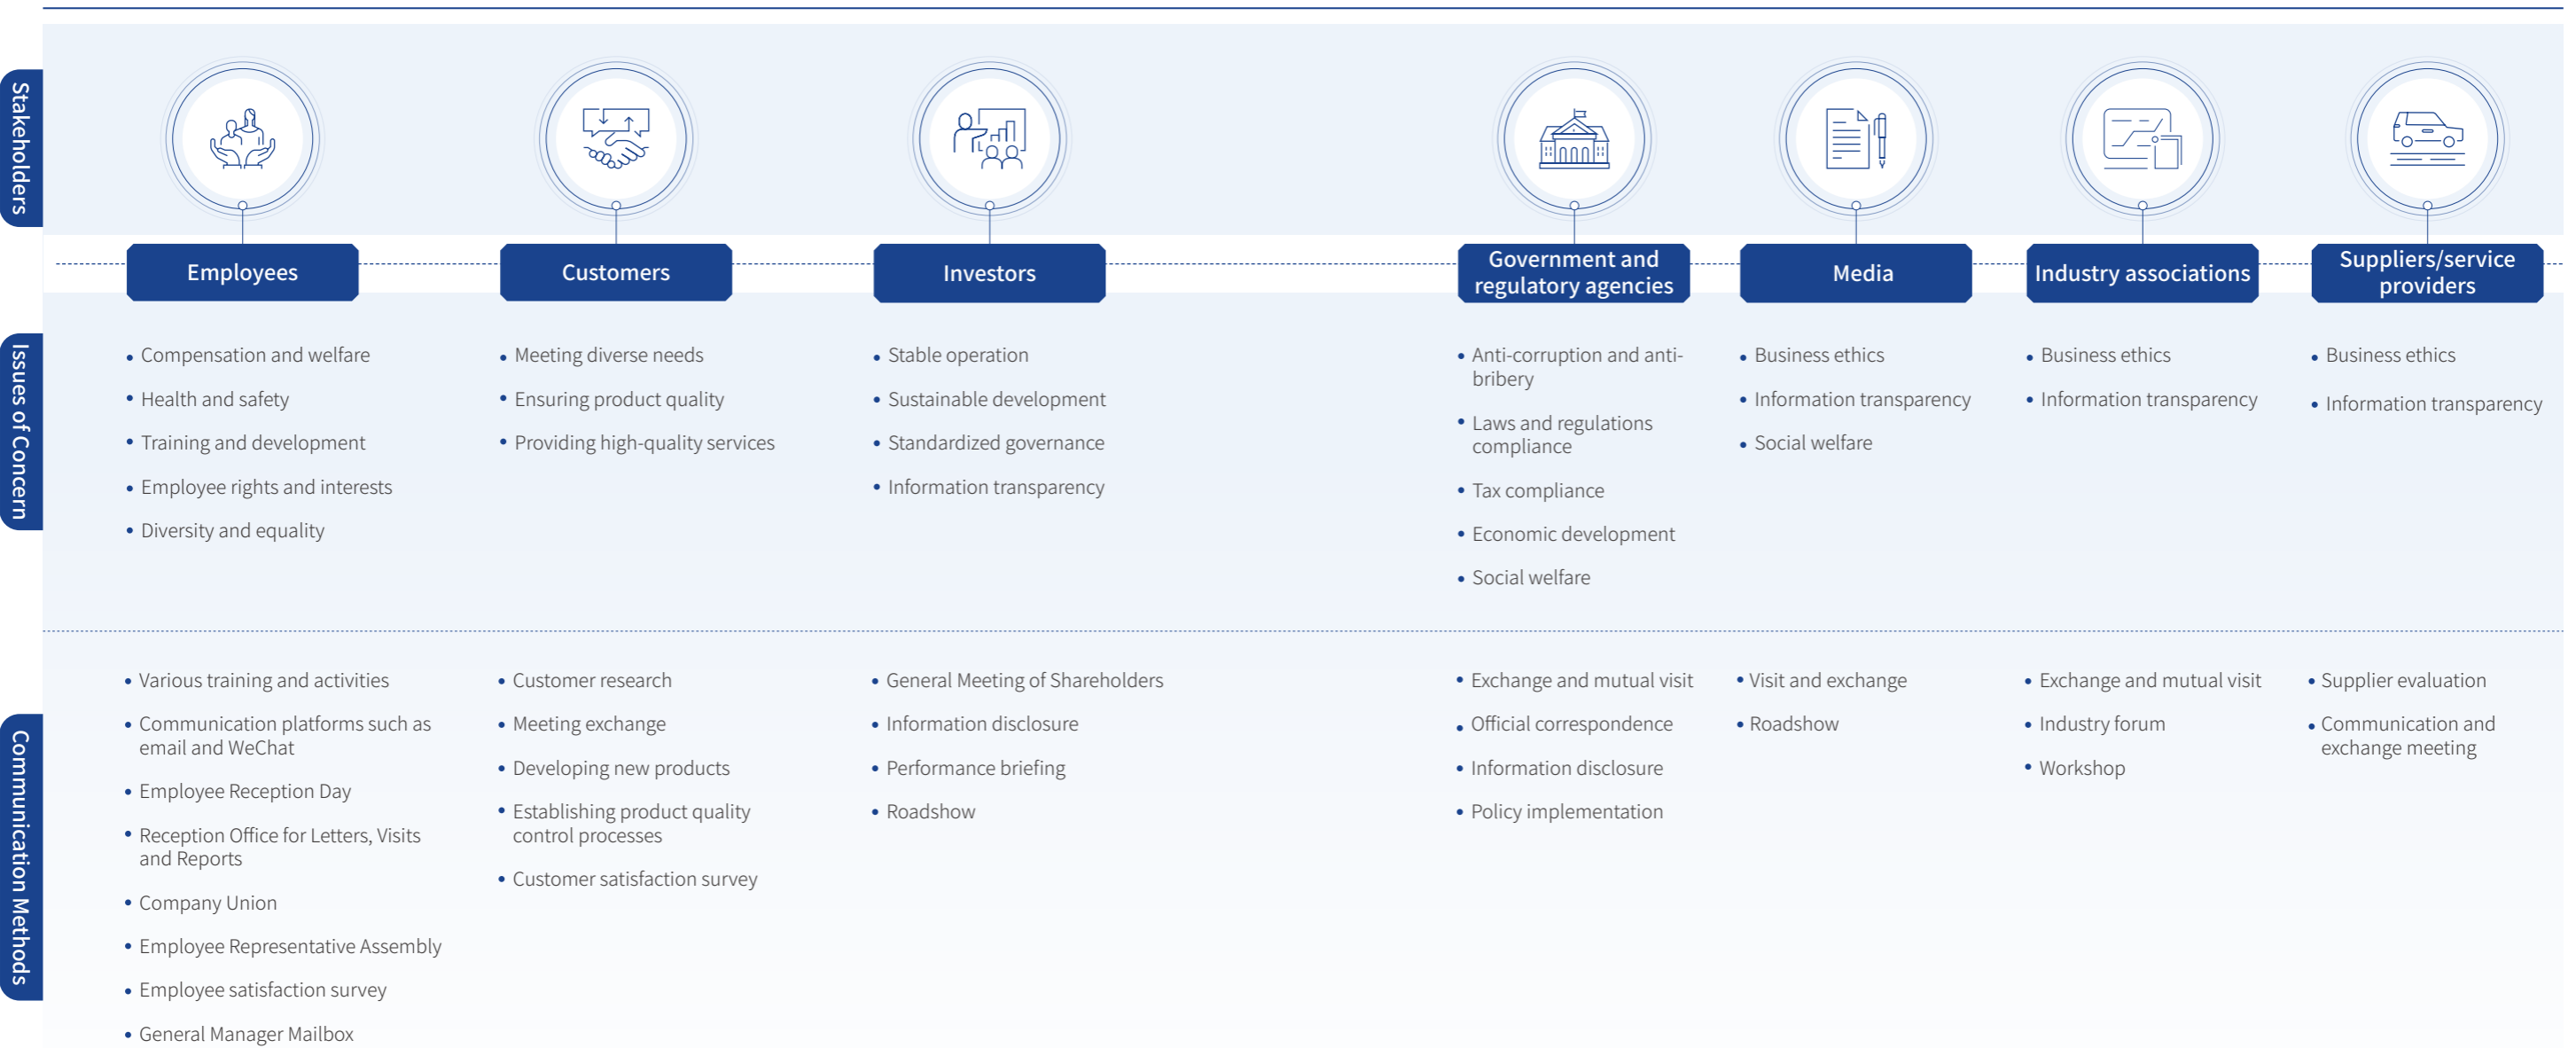 Stakeholders
Employees
Customers
Investors
Government and
regulatory agencies
Media
Industry associations
Suppliers/service
providers
Issues of Concern
• Compensation and welfare
• Health and safety
• Training and development
• Employee rights and interests
• Diversity and equality
• Meeting diverse needs
• Ensuring product quality
• Providing high-quality services
• Stable operation
• Sustainable development
• Standardized governance
• Information transparency
• Anti-corruption and anti-
bribery
• Laws and regulations
compliance
• Tax compliance
• Economic development
• Social welfare
• Business ethics
• Information transparency
• Social welfare
• Business ethics
• Information transparency
• Business ethics
• Information transparency
Communication Methods
• Various training and activities
• Communication platforms such as
email and WeChat
• Employee Reception Day
• Reception Office for Letters, Visits
and Reports
• Company Union
• Employee Representative Assembly
• Employee satisfaction survey
• General Manager Mailbox
• Customer research
• Meeting exchange
• Developing new products
• Establishing product quality
control processes
• Customer satisfaction survey
• General Meeting of Shareholders
• Information disclosure
• Performance briefing
• Roadshow
• Exchange and mutual visit
• Official correspondence
• Information disclosure
• Policy implementation
• Visit and exchange
• Roadshow
• Exchange and mutual visit
• Industry forum
• Workshop
• Supplier evaluation
• Communication and
exchange meeting